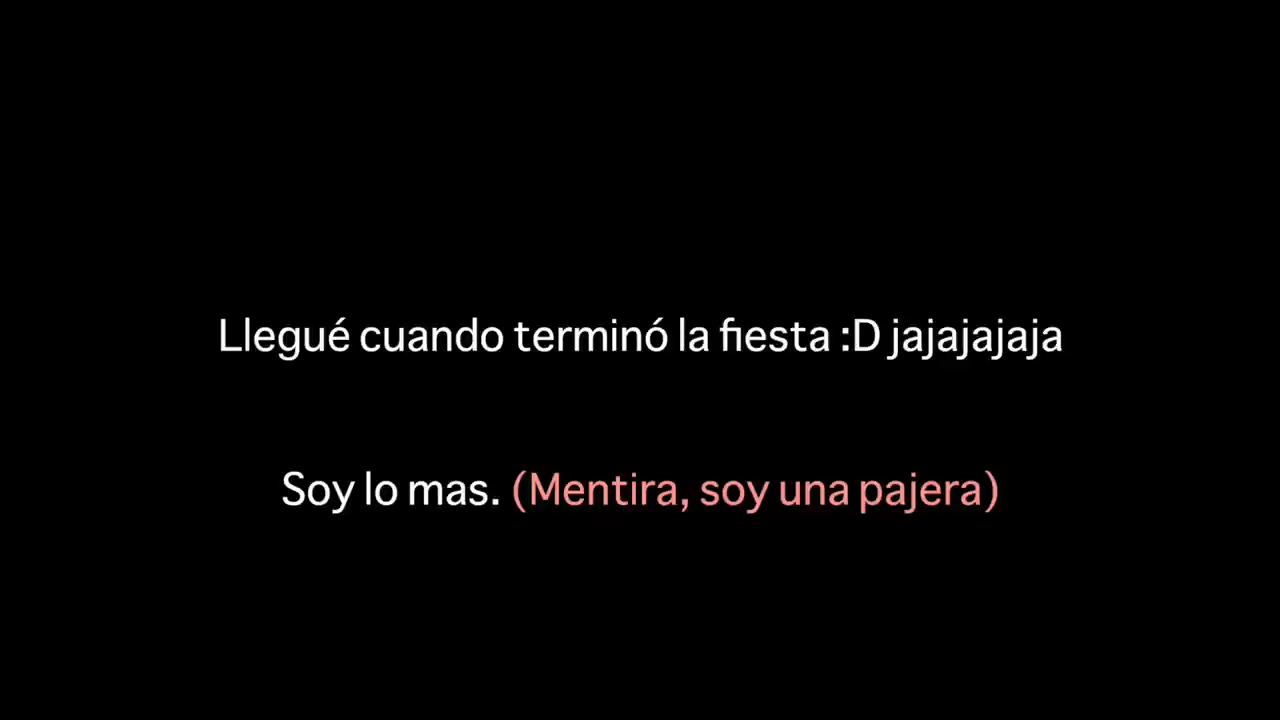 Llegué cuando terminó la fiesta :D jajajajaja
Soy lo mas. (Mentira, soy una pajera)